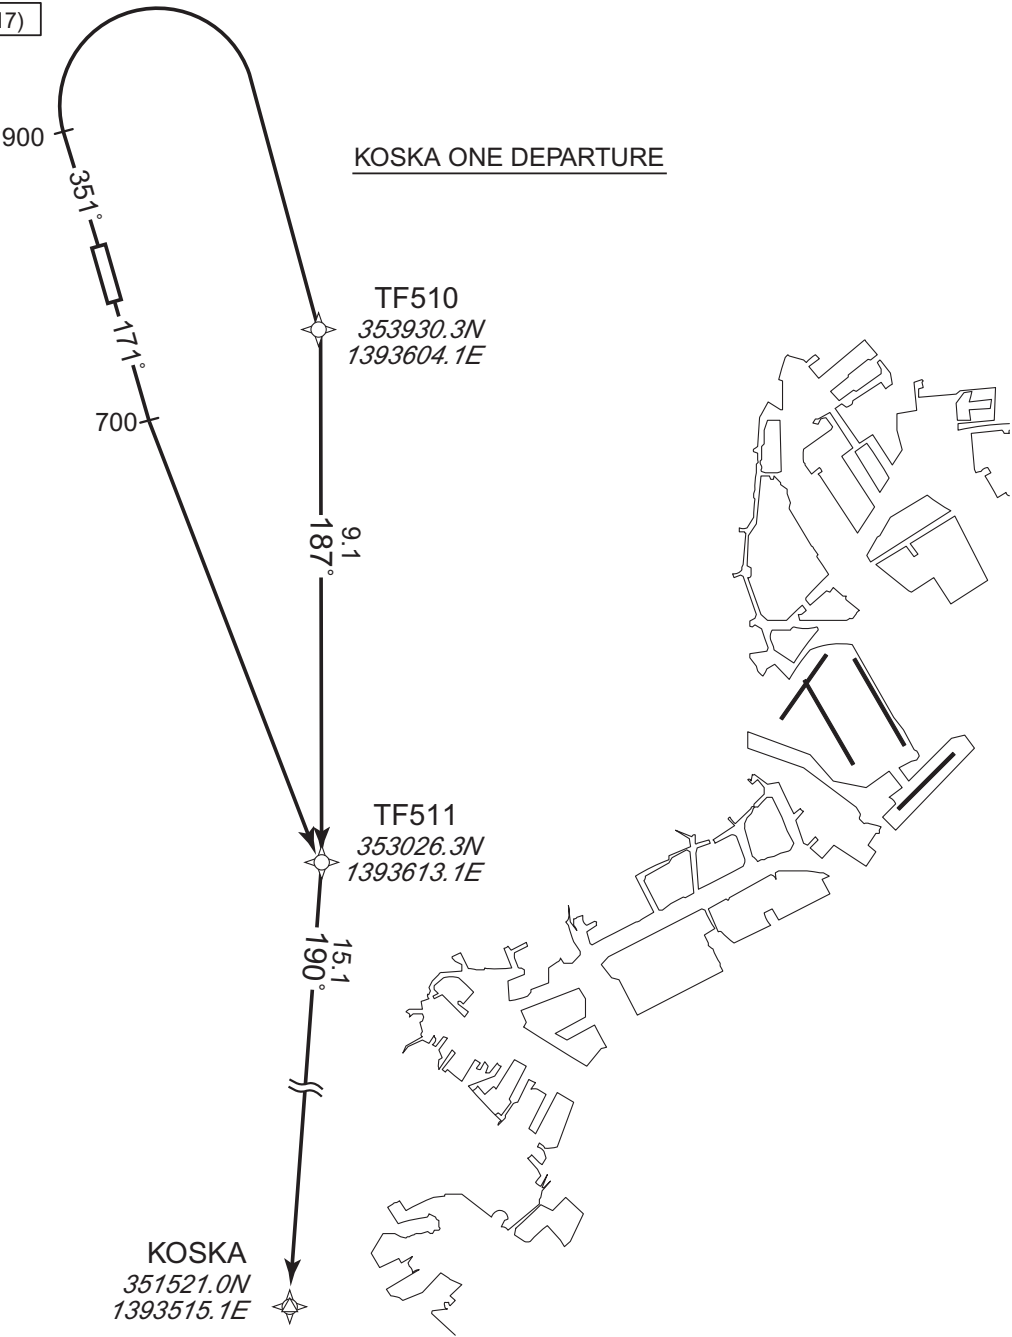 17)
900
KOSKA ONE DEPARTURE
351°
TF510
353930.3N
1393604.1E
171°
700
9.1
187°
TF511
353026.3N
1393613.1E
15.1
190°
KOSKA
351521.0N
1393515.1E